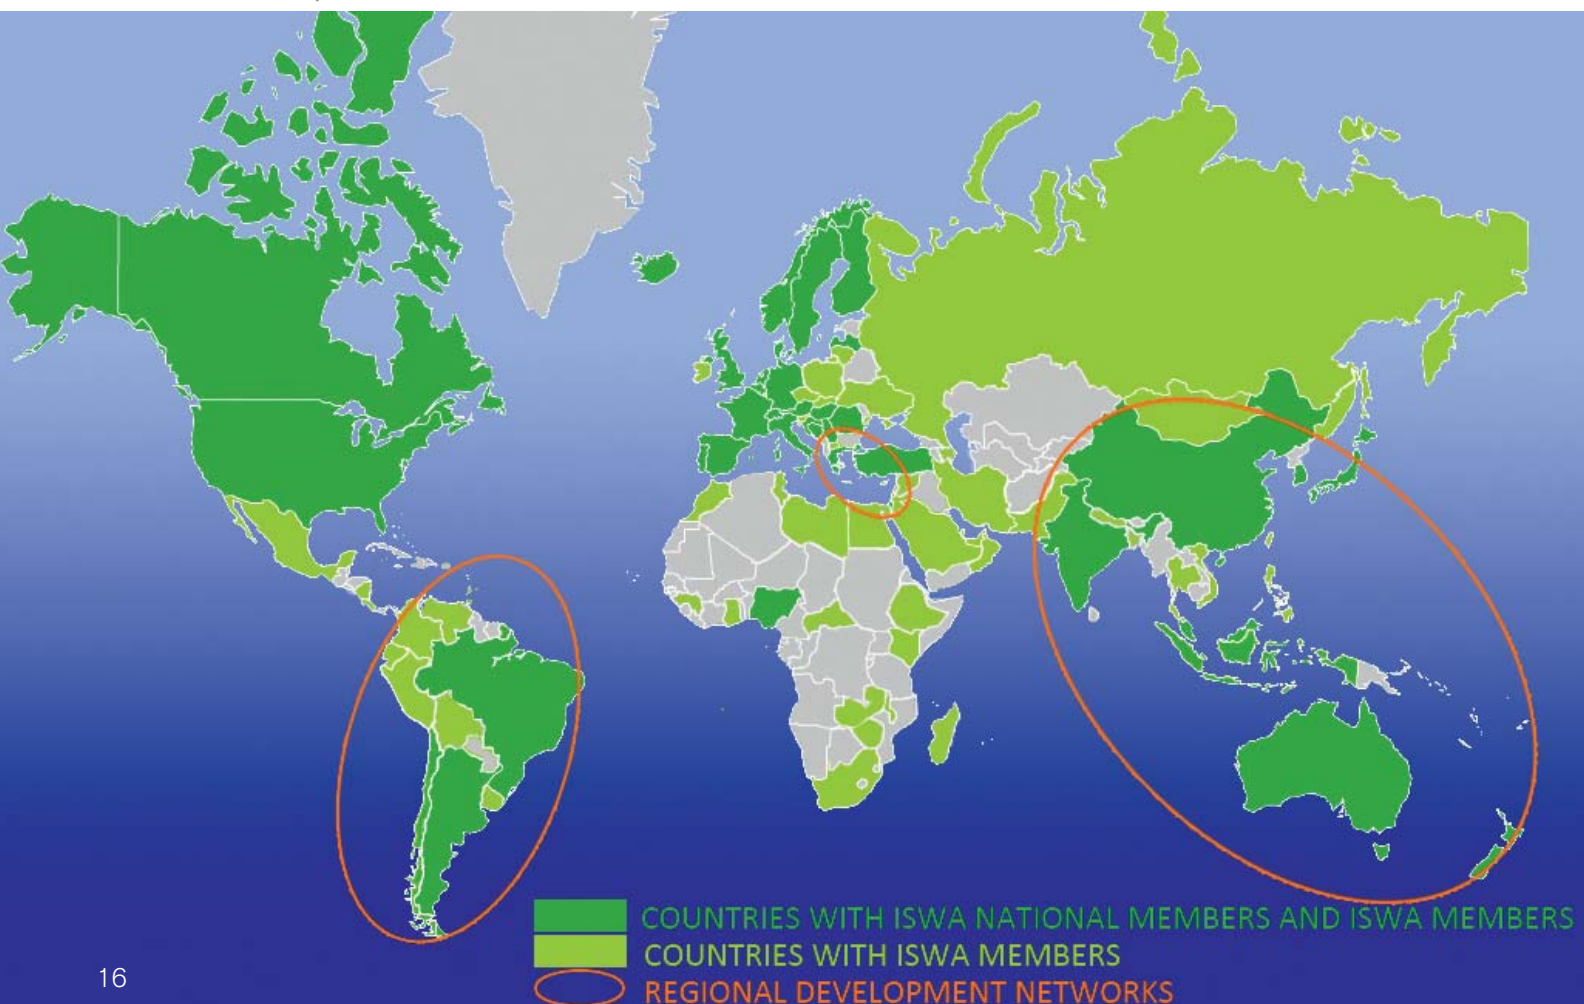 COUNTRIES WITH ISWA NATIONAL MEMBERS AND ISWA MEMBERS
COUNTRIES WITH ISWA MEMBERS
REGIONAL DEVELOPMENT NETWORKS
16